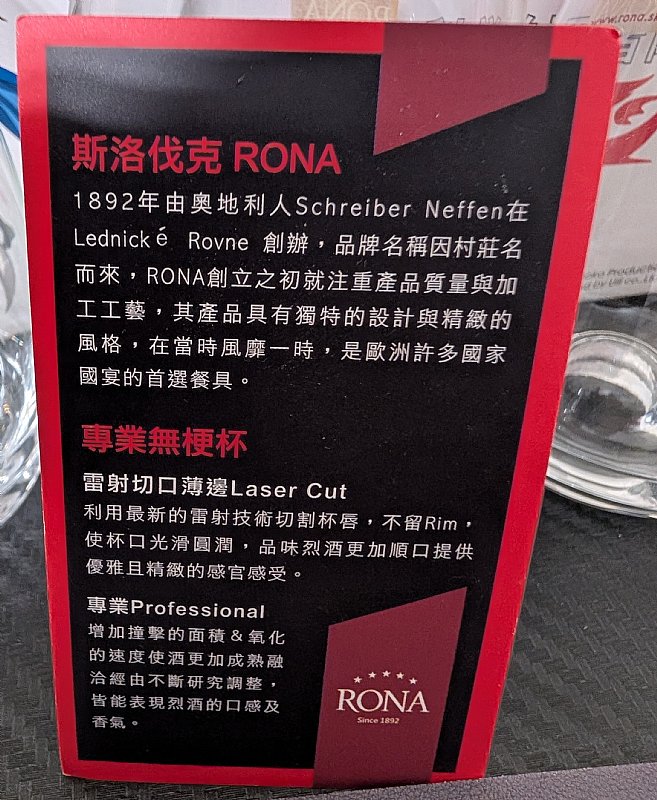 RONA
www.rona.sk
斯洛伐克 RONA
1892年由奧地利人Schreiber Neffen在
Lednické Rovne 創辦，品牌名稱因村莊名
而來，RONA創立之初就注重產品質量與加
工工藝，其產品具有獨特的設計與精緻的
風格，在當時風靡一時，是歐洲許多國家
國宴的首選餐具。
專業無梗杯
雷射切口薄邊Laser Cut
利用最新的雷射技術切割杯唇，不留Rim，
使杯口光滑圓潤，品味烈酒更加順口提供
優雅且精緻的感官感受。
專業Professional
增加撞擊的面積＆氧化
的速度使酒更加成熟融
洽經由不斷研究調整，
皆能表現烈酒的口感及
香氣。
RONA
Since 1892